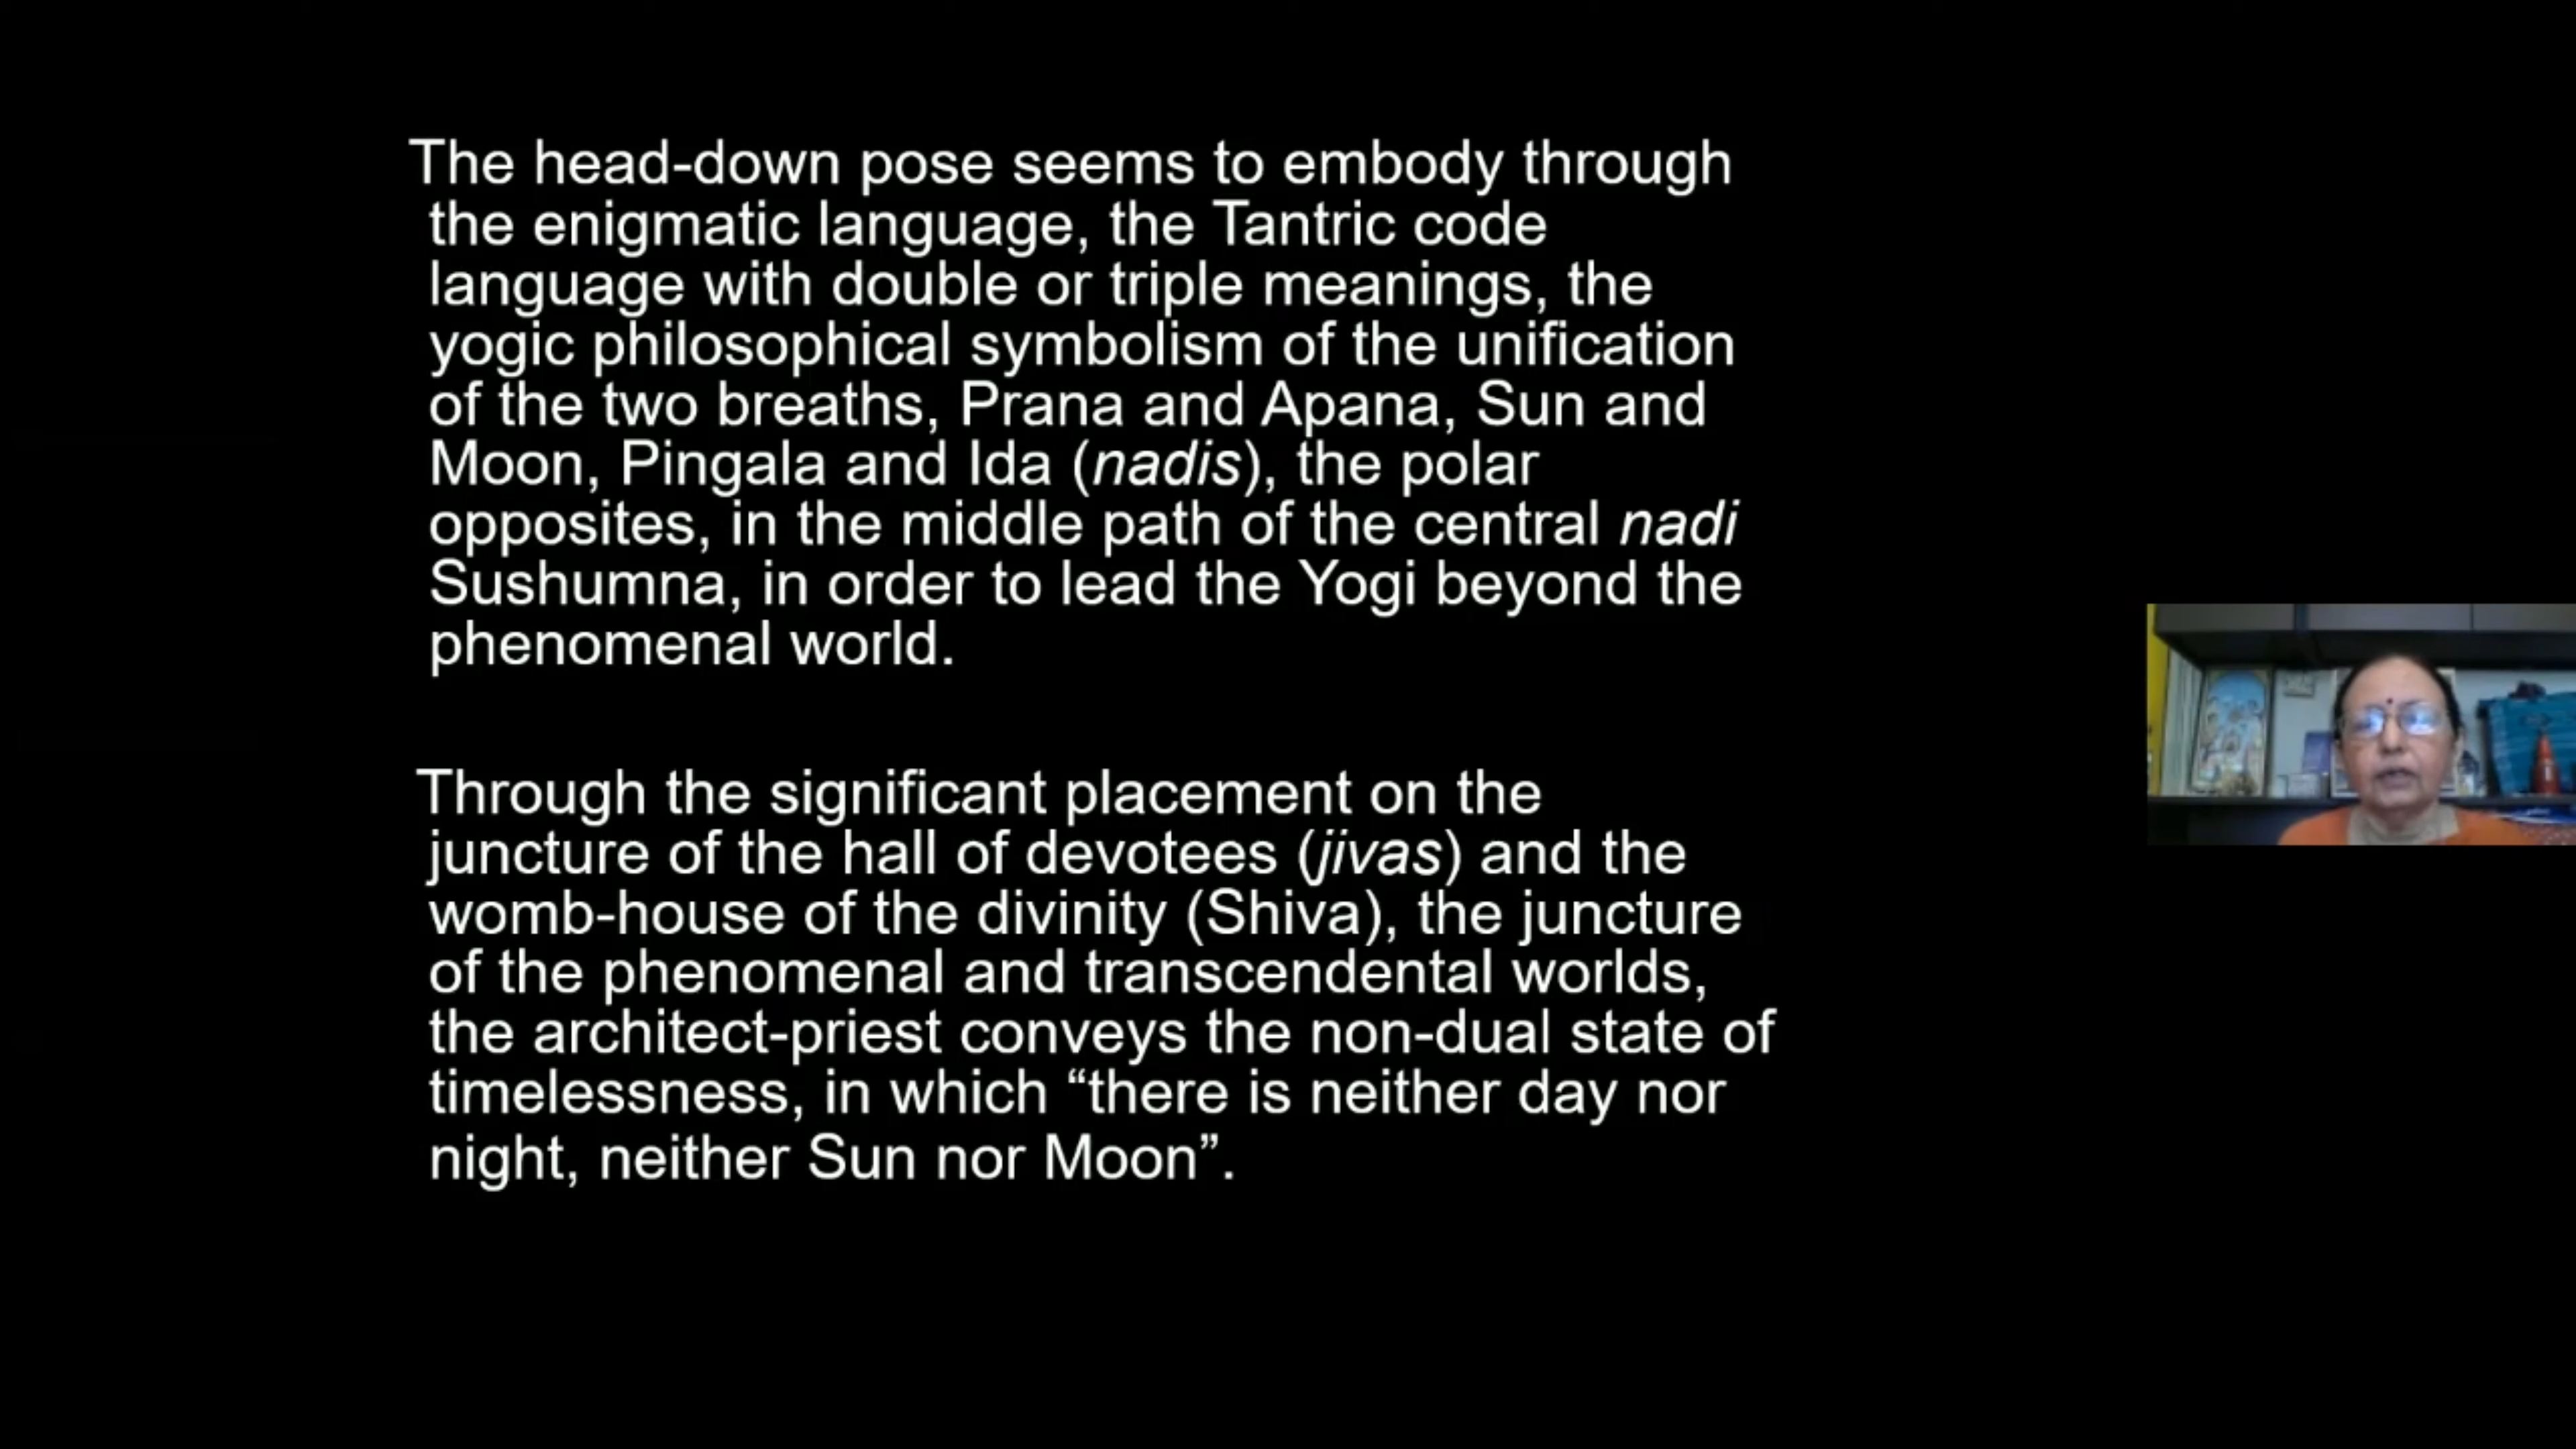 The head-down pose seems to embody through
the enigmatic language, the Tantric code
language with double or triple meanings, the
yogic philosophical symbolism of the unification
of the two breaths, Prana and Apana, Sun and
Moon, Pingala and Ida (nadis), the polar
opposites, in the middle path of the central nadi
Sushumna, in order to lead the Yogi beyond the
phenomenal world.
Through the significant placement on the
juncture of the hall of devotees (jivas) and the
womb-house of the divinity (Shiva), the juncture
of the phenomenal and transcendental worlds,
the architect-priest conveys the non-dual state of
timelessness, in which “there is neither day nor
night, neither Sun nor Moon”.